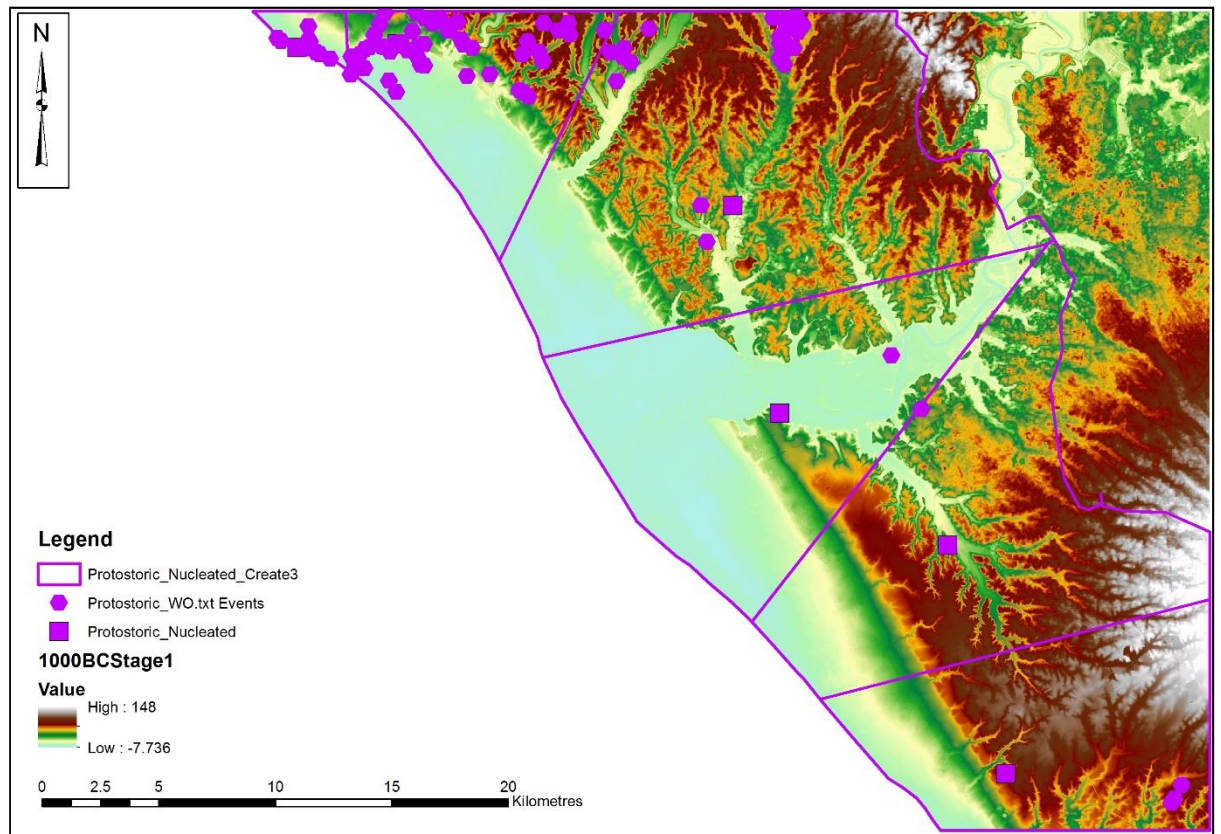 N
Legend
Protostoric_Nucleated_Create3
Protostoric_WO.txt Events
Protostoric_Nucleated
1000BCStage1
Value
High : 148
Low : -7.736
0 2.5 5 10 15 20
Kilometres